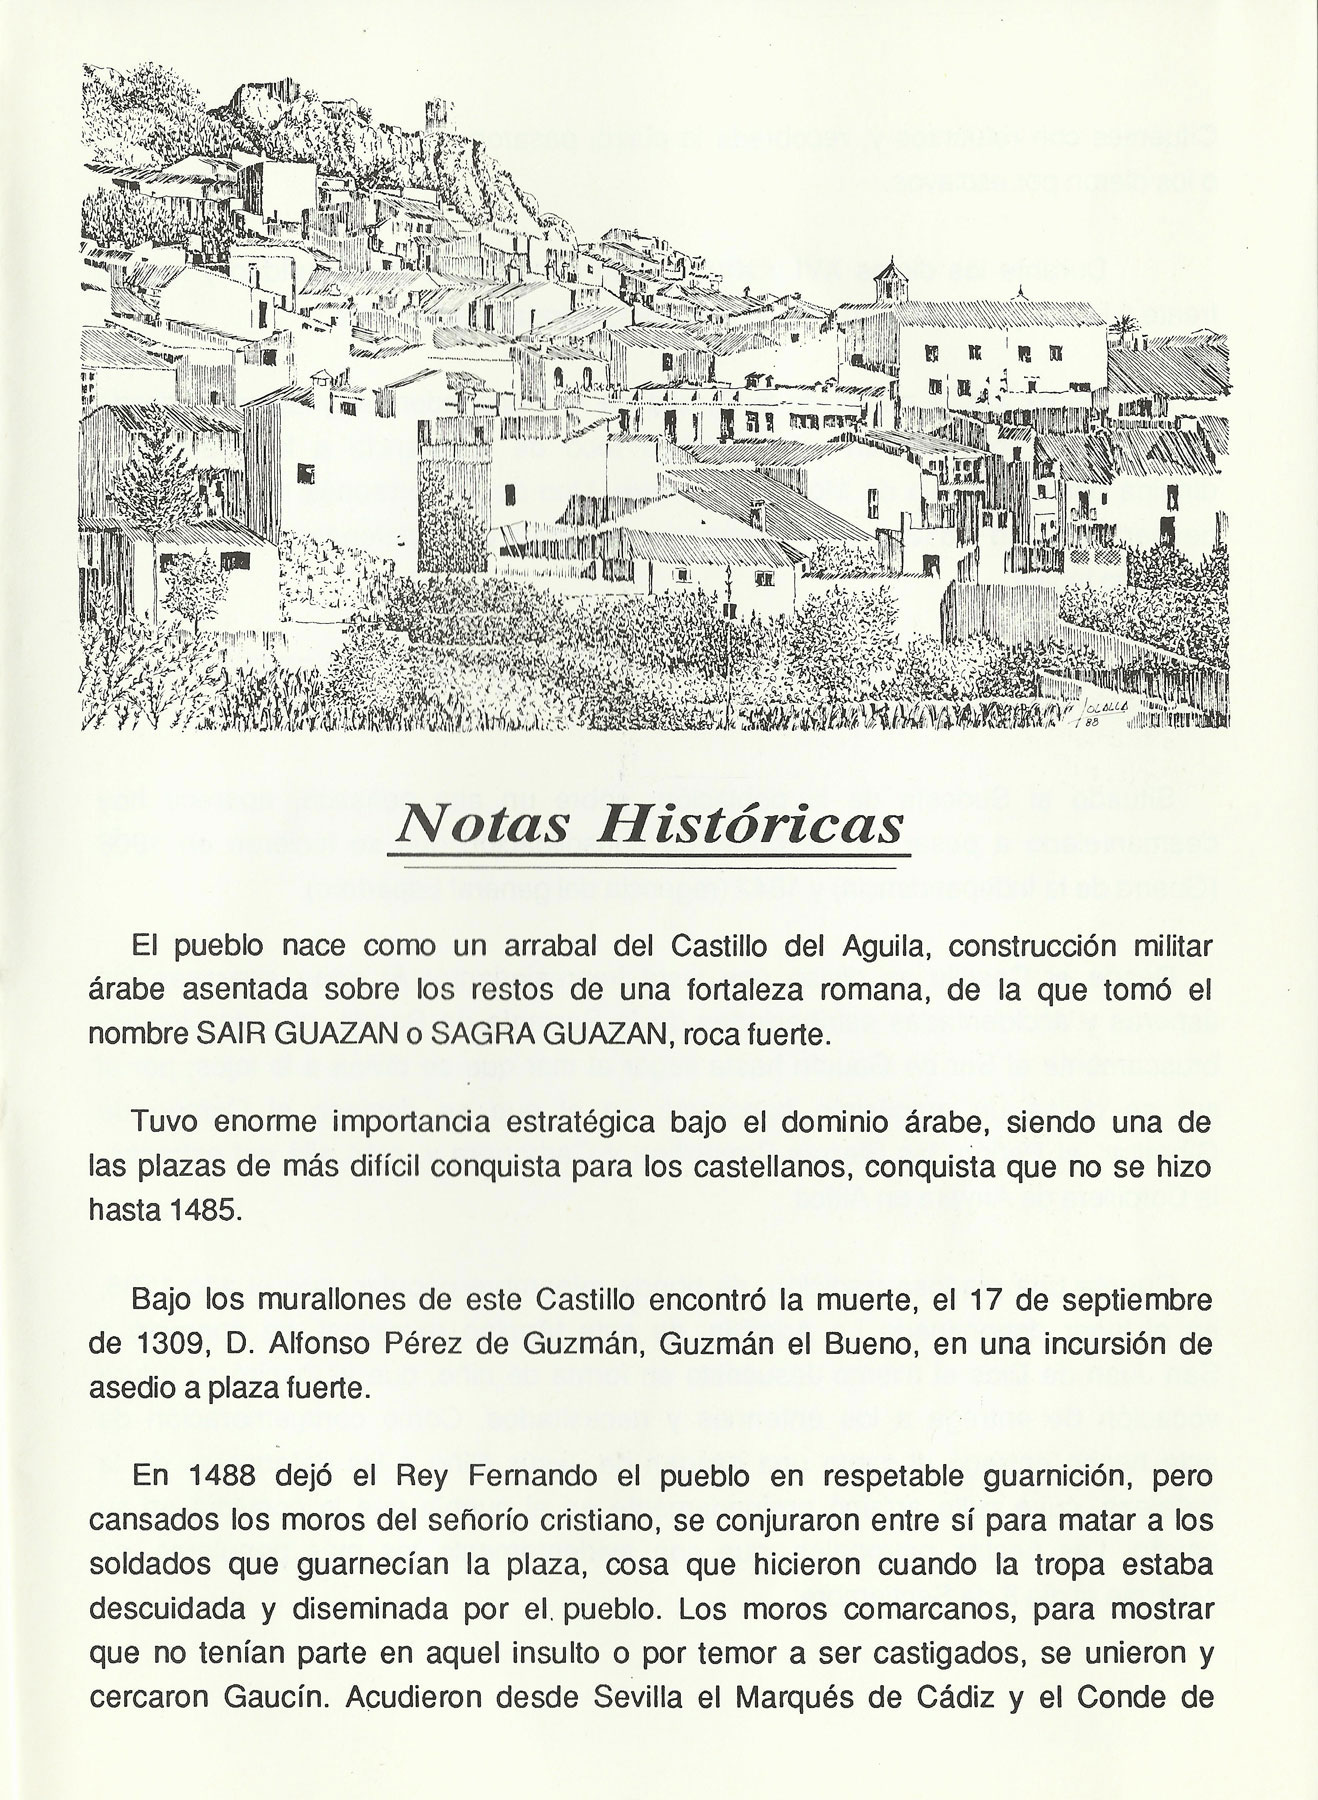 OLALLA
88
Notas Históricas
El pueblo nace como un arrabal del Castillo del Aguila, construcción militar
árabe asentada sobre los restos de una fortaleza romana, de la que tomó el
nombre SAIR GUAZAN o SAGRA GUAZAN, roca fuerte.
Tuvo enorme importancia estratégica bajo el dominio árabe, siendo una de
las plazas de más difícil conquista para los castellanos, conquista que no se hizo
hasta 1485.
Bajo los murallones de este Castillo encontró la muerte, el 17 de septiembre
de 1309, D. Alfonso Pérez de Guzmán, Guzmán el Bueno, en una incursión de
asedio a plaza fuerte.
En 1488 dejó el Rey Fernando el pueblo en respetable guarnición, pero
cansados los moros del señorío cristiano, se conjuraron entre sí para matar a los
soldados que guarnecían la plaza, cosa que hicieron cuando la tropa estaba
descuidada y diseminada por el pueblo. Los moros comarcanos, para mostrar
que no tenían parte en aquel insulto o por temor a ser castigados, se unieron y
cercaron Gaucín. Acudieron desde Sevilla el Marqués de Cádiz y el Conde de